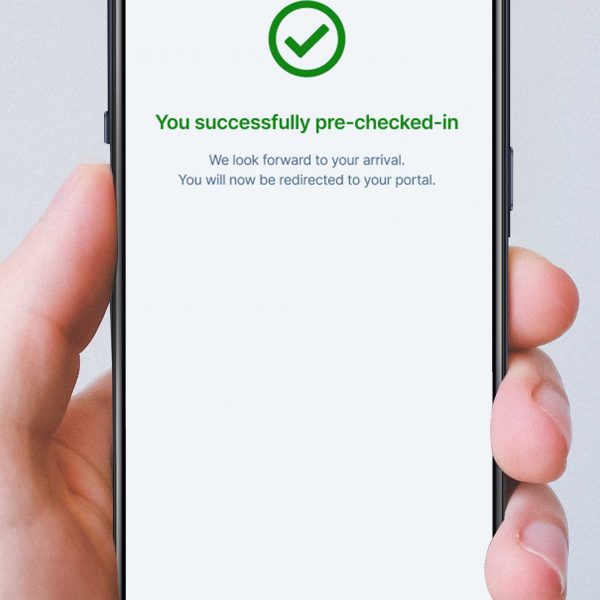 You successfully pre-checked-in
We look forward to your arrival.
You will now be redirected to your portal.